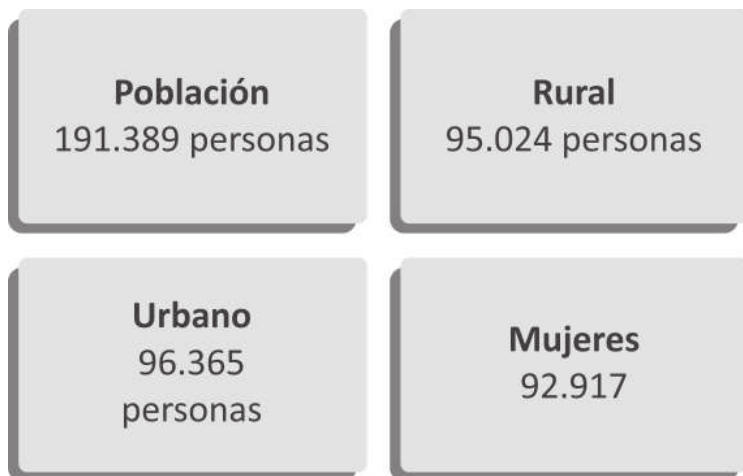 Población
191.389 personas
Rural
95.024 personas
Urbano
96.365
personas
Mujeres
92.917